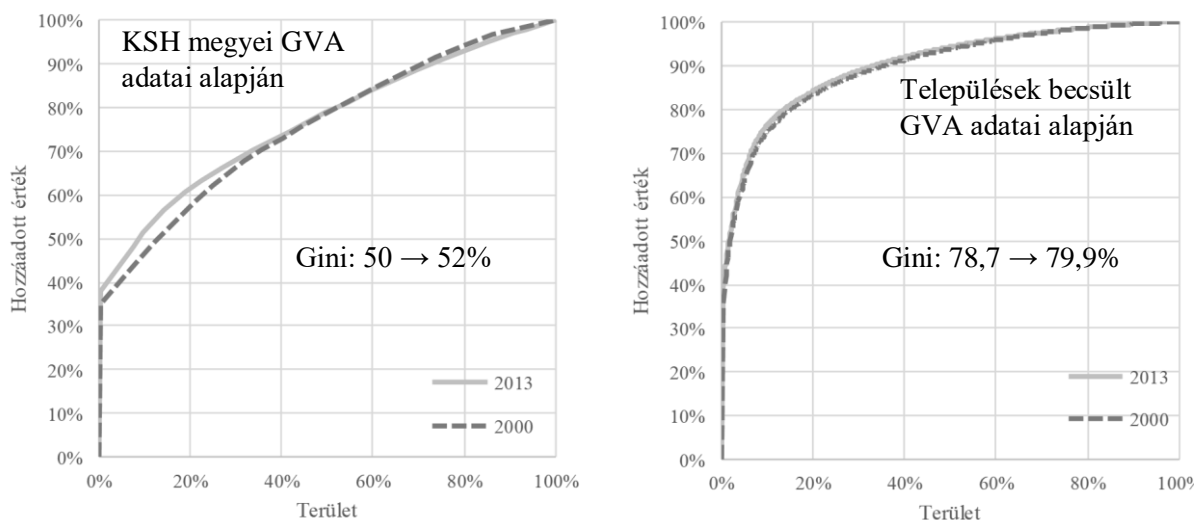 KSH megyei GVA
adatai alapján
100%
90%
80%
70%
60%
50%
40%
30%
20%
10%
0%
Hozzáadott érték
Gini: 50 → 52%
2013
2000
0% 20% 40% 60% 80% 100%
Terület
Települések becsült
GVA adatai alapján
100%
90%
80%
70%
60%
50%
40%
30%
20%
10%
0%
Hozzáadott érték
Gini: 78,7 → 79,9%
2013
2000
0% 20% 40% 60% 80% 100%
Terület